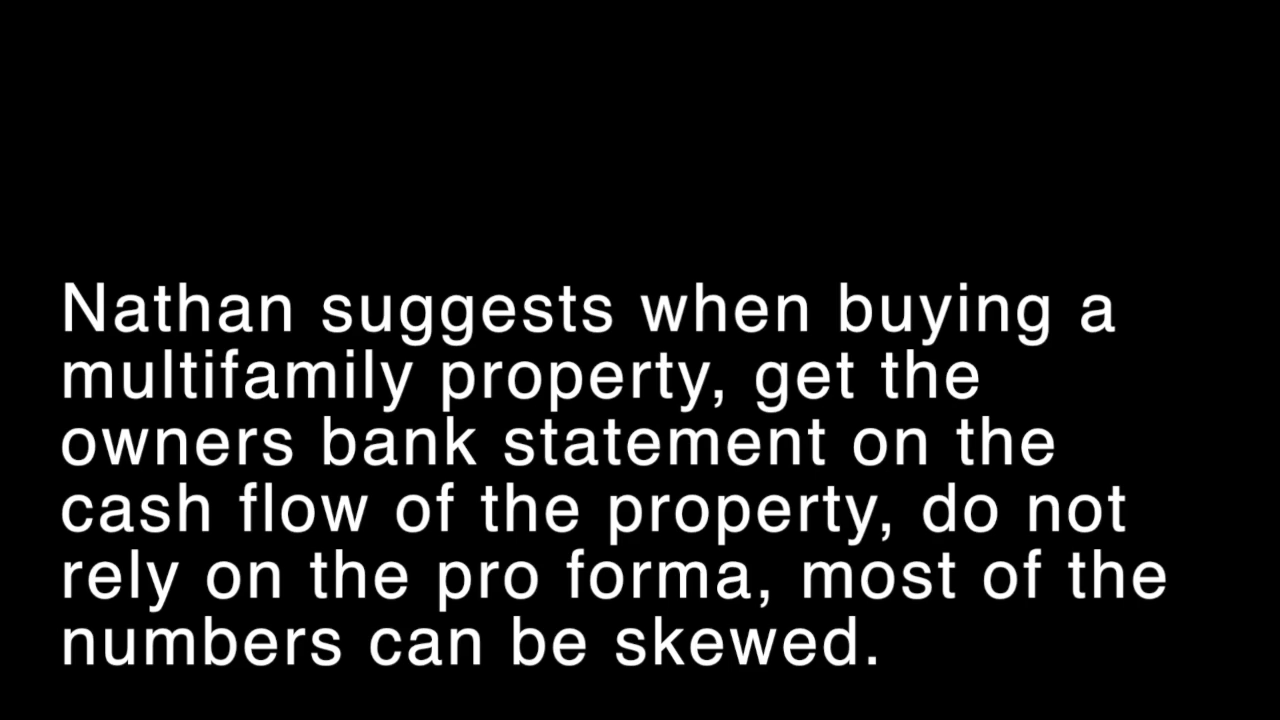 Nathan suggests when buying a
multifamily property, get the
owners bank statement on the
cash flow of the property, do not
rely on the pro forma, most of the
numbers can be skewed.